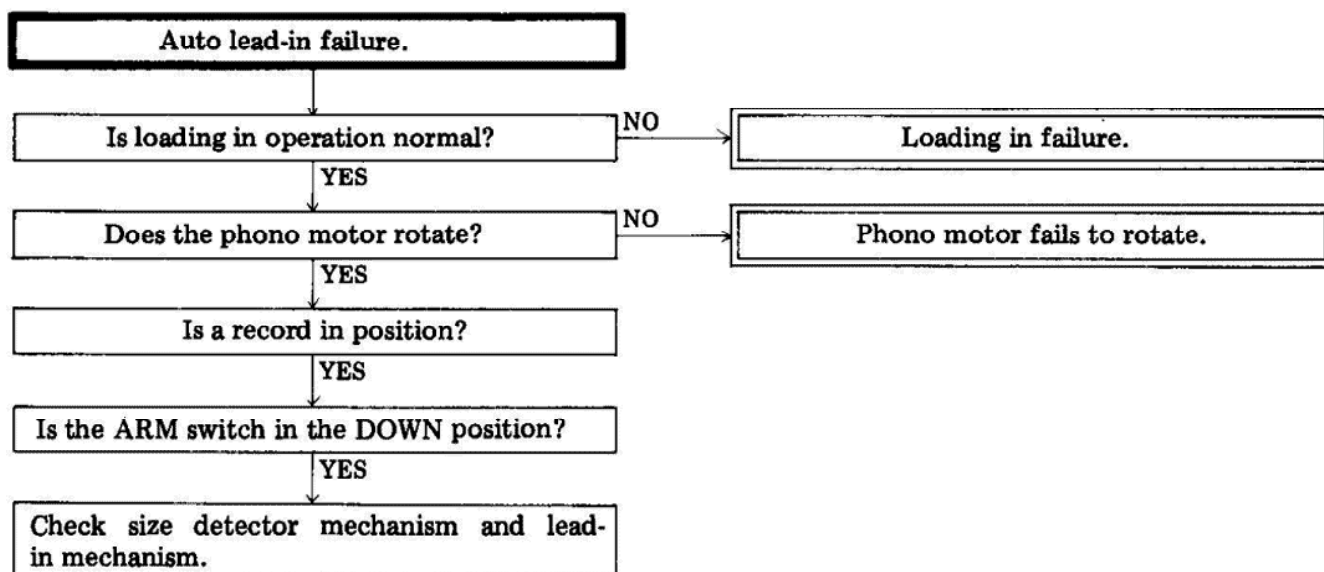 Auto lead-in failure.
Is loading in operation normal?
NO
Loading in failure.
YES
Does the phono motor rotate?
NO
Phono motor fails to rotate.
YES
Is a record in position?
YES
Is the ARM switch in the DOWN position?
YES
Check size detector mechanism and lead-
in mechanism.